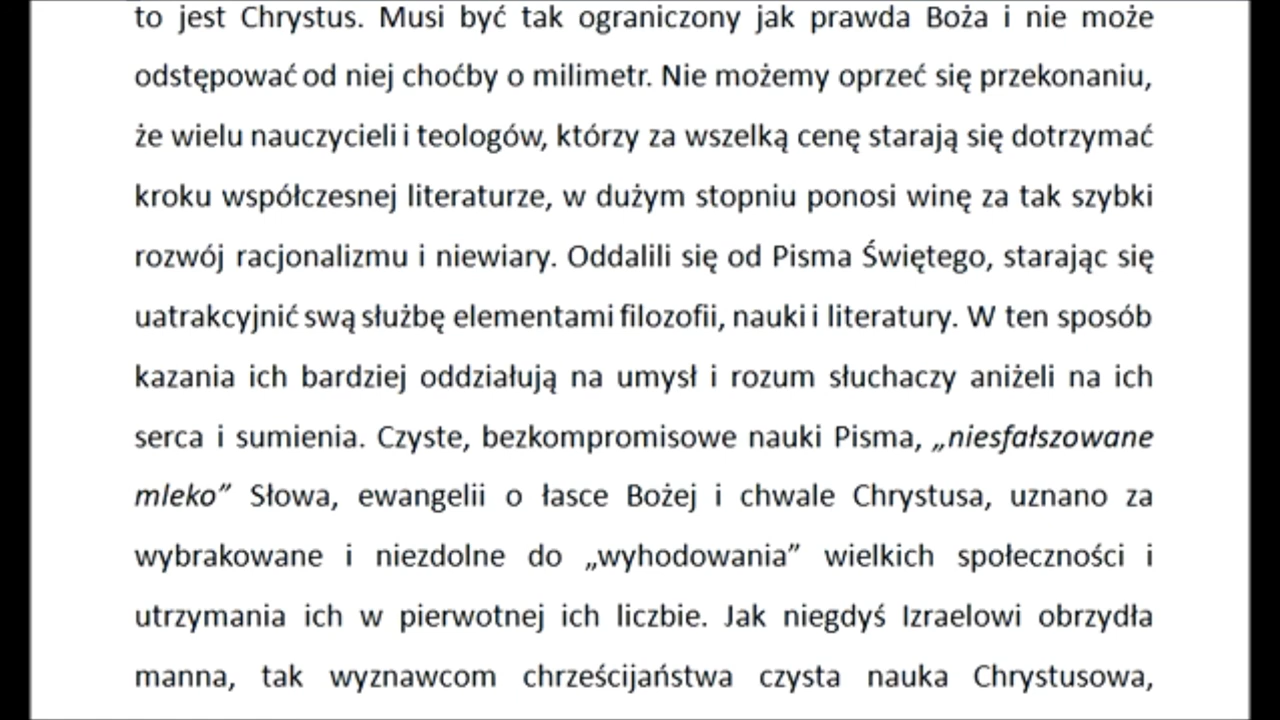 to jest Chrystus. Musi być tak ograniczony jak prawda Boża i nie może
odstępować od niej choćby o milimetr. Nie możemy oprzeć się przekonaniu,
że wielu nauczycieli i teologów, którzy za wszelką cenę starają się dotrzymać
kroku współczesnej literaturze, w dużym stopniu ponosi winę za tak szybki
rozwój racjonalizmu i niewiary. Oddalili się od Pisma Świętego, starając się
uatrakcyjnić swą służbę elementami filozofii, nauki i literatury. W ten sposób
kazania ich bardziej oddziałują na umysł i rozum słuchaczy aniżeli na ich
serca i sumienia. Czyste, bezkompromisowe nauki Pisma, „niesfałszowane
mleko” Słowa, ewangelii o łasce Bożej i chwale Chrystusa, uznano za
wybrakowane i niezdolne do „wyhodowania” wielkich społeczności i
utrzymania ich w pierwotnej ich liczbie. Jak niegdyś Izraelowi obrzydła
manna, tak wyznawcom chrześcijaństwa czysta nauka Chrystusowa,